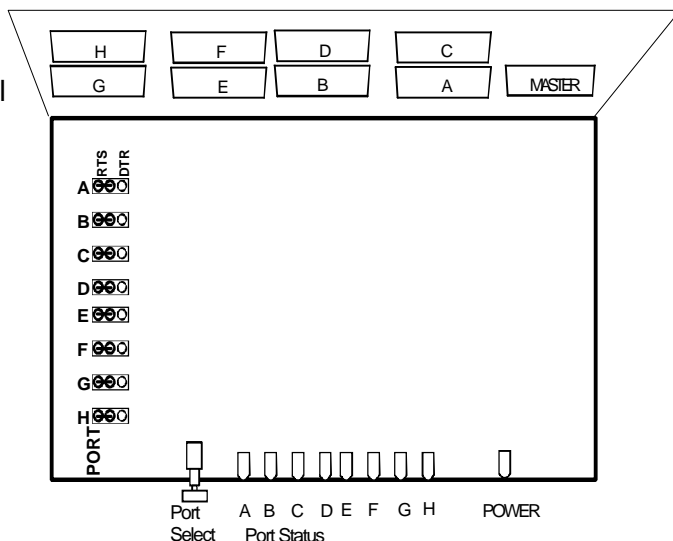 H F D C
l
G E B A MASTER
RTS DTR
A
B
C
D
E
F
G
H
PORT
Port Select
A B C D E F G H
Port Status
POWER